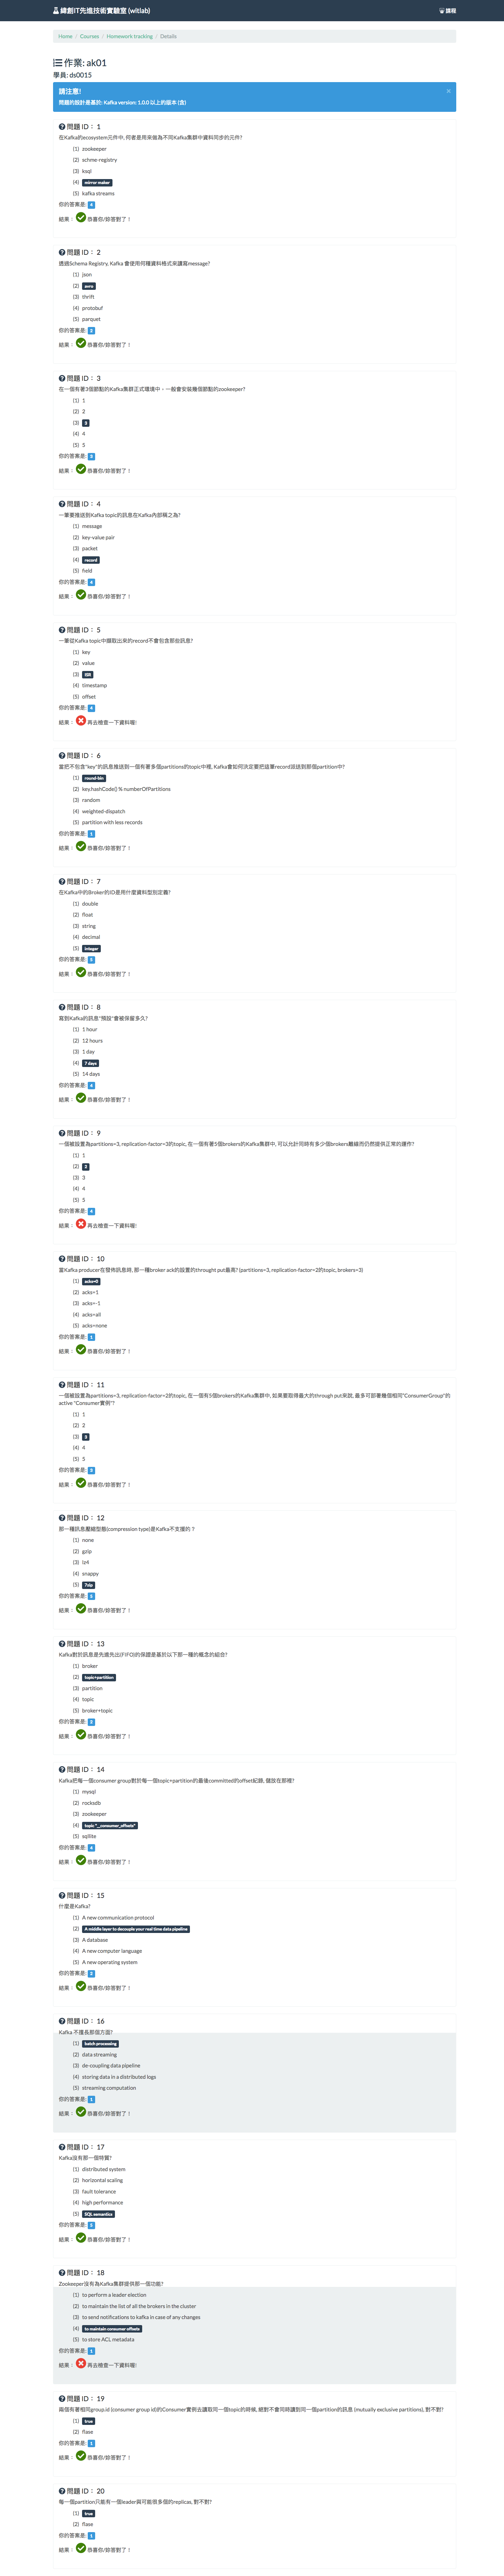 緯創IT先進技術實驗室 (witlab)
課程
Home / Courses / Homework tracking / Details
作業: ak01
學員: ds0015
請注意!
×
問題的設計是基於: Kafka version: 1.0.0 以上的版本 (含)
問題 ID： 1
在Kafka的ecosystem元件中, 何者是用來做為不同Kafka集群中資料同步的元件?
(1) zookeeper
(2) schme-registry
(3) ksql
(4) mirror maker
(5) kafka streams
你的答案是: 4
結果： 恭喜你/妳答對了！
問題 ID： 2
透過Schema Registry, Kafka 會使用何種資料格式來讀寫message?
(1) json
(2) avro
(3) thrift
(4) protobuf
(5) parquet
你的答案是: 2
結果： 恭喜你/妳答對了！
問題 ID： 3
在一個有著3個節點的Kafka集群正式環境中，一般會安裝幾個節點的zookeeper?
(1) 1
(2) 2
(3) 3
(4) 4
(5) 5
你的答案是: 3
結果： 恭喜你/妳答對了！
問題 ID： 4
一筆要推送到Kafka topic的訊息在Kafka內部稱之為?
(1) message
(2) key-value pair
(3) packet
(4) record
(5) field
你的答案是: 4
結果： 恭喜你/妳答對了！
問題 ID： 5
一筆從Kafka topic中擷取出來的record不會包含那些訊息?
(1) key
(2) value
(3) ISR
(4) timestamp
(5) offset
你的答案是: 4
結果： 再去檢查一下資料喔!
問題 ID： 6
當把不包含"key"的訊息推送到一個有著多個partitions的topic中裡, Kafka會如何決定要把這筆record派送到那個partition中?
(1) round-bin
(2) key.hashCode() % numberOfPartitions
(3) random
(4) weighted-dispatch
(5) partition with less records
你的答案是: 1
結果： 恭喜你/妳答對了！
問題 ID： 7
在Kafka中的Broker的ID是用什麼資料型別定義?
(1) double
(2) float
(3) string
(4) decimal
(5) integer
你的答案是: 5
結果： 恭喜你/妳答對了！
問題 ID： 8
寫到Kafka的訊息"預設"會被保留多久?
(1) 1 hour
(2) 12 hours
(3) 1 day
(4) 7 days
(5) 14 days
你的答案是: 4
結果： 恭喜你/妳答對了！
問題 ID： 9
一個被設置為partitions=3, replication-factor=3的topic, 在一個有著5個brokers的Kafka集群中, 可以允許同時有多少個brokers離線而仍然提供正常的運作?
(1) 1
(2) 2
(3) 3
(4) 4
(5) 5
你的答案是: 4
結果： 再去檢查一下資料喔!
問題 ID： 10
當Kafka producer在發佈訊息時, 那一種broker ack的設置的throught put最高? (partitions=3, replication-factor=2的topic, brokers=3)
(1) acks=0
(2) acks=1
(3) acks=-1
(4) acks=all
(5) acks=none
你的答案是: 1
結果： 恭喜你/妳答對了！
問題 ID： 11
一個被設置為partitions=3, replication-factor=2的topic, 在一個有5個brokers的Kafka集群中, 如果要取得最大的through put來說, 最多可部署幾個相同"ConsumerGroup"的
active "Consumer實例"?
(1) 1
(2) 2
(3) 3
(4) 4
(5) 5
你的答案是: 3
結果： 恭喜你/妳答對了！
問題 ID： 12
那一種訊息壓縮型態(compression type)是Kafka不支援的？
(1) none
(2) gzip
(3) lz4
(4) snappy
(5) 7zip
你的答案是: 5
結果： 恭喜你/妳答對了！
問題 ID： 13
Kafka對於訊息是先進先出(FIFO)的保證是基於以下那一種的概念的組合?
(1) broker
(2) topic+partition
(3) partition
(4) topic
(5) broker+topic
你的答案是: 2
結果： 恭喜你/妳答對了！
問題 ID： 14
Kafka把每一個consumer group對於每一個topic+partition的最後committed的offset紀錄, 儲放在那裡?
(1) mysql
(2) rocksdb
(3) zookeeper
(4) topic "__consumer_offsets"
(5) sqllite
你的答案是: 4
結果： 恭喜你/妳答對了！
問題 ID： 15
什麼是Kafka?
(1) A new communication protocol
(2) A middle layer to decouple your real time data pipeline
(3) A database
(4) A new computer language
(5) A new operating system
你的答案是: 2
結果： 恭喜你/妳答對了！
問題 ID： 16
Kafka 不擅長那個方面?
(1) batch processing
(2) data streaming
(3) de-coupling data pipeline
(4) storing data in a distributed logs
(5) streaming computation
你的答案是: 1
結果： 恭喜你/妳答對了！
問題 ID： 17
Kafka沒有那一個特質?
(1) distributed system
(2) horizontal scaling
(3) fault tolerance
(4) high performance
(5) SQL semantics
你的答案是: 5
結果： 恭喜你/妳答對了！
問題 ID： 18
Zookeeper沒有為Kafka集群提供那一個功能?
(1) to perform a leader election
(2) to maintain the list of all the brokers in the cluster
(3) to send notifications to kafka in case of any changes
(4) to maintain consumer offsets
(5) to store ACL metadata
你的答案是: 1
結果： 再去檢查一下資料喔!
問題 ID： 19
兩個有著相同group.id (consumer group id)的Consumer實例去讀取同一個topic的時候, 絕對不會同時讀到同一個partition的訊息 (mutually exclusive partitions), 對不對?
(1) true
(2) flase
你的答案是: 1
結果： 恭喜你/妳答對了！
問題 ID： 20
每一個partition只能有一個leader與可能很多個的replicas, 對不對?
(1) true
(2) flase
你的答案是: 1
結果： 恭喜你/妳答對了！